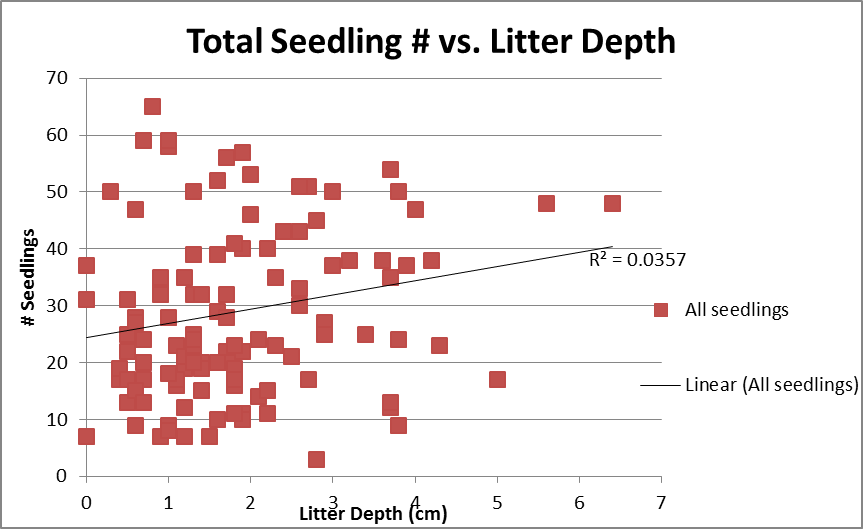 Total Seedling # vs. Litter Depth
70
60
50
40
30
20
10
0
# Seedlings
R² = 0.0357
All seedlings
Linear (All seedlings)
0 1 2 3 4 5 6 7
Litter Depth (cm)